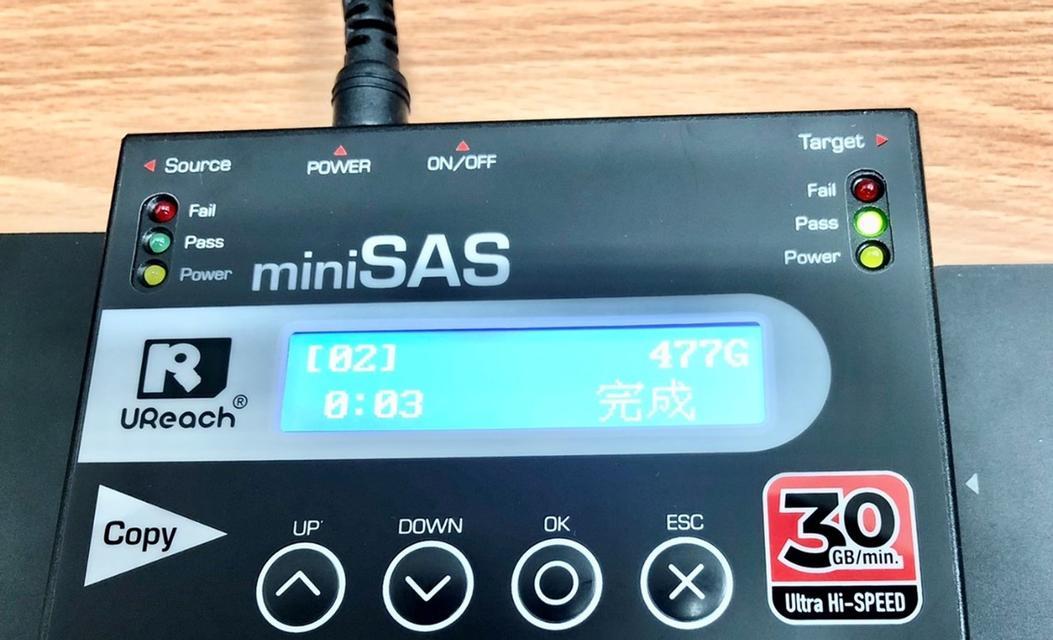 Source
POWER
ON/OFF
Target
Fail
Pass
Power
Fail
Pass
Power
miniSAS
UReach®
[02] 477G
0:03 完成
Copy
UP
DOWN
OK
ESC
30
GB/min.
Ultra Hi-SPEED